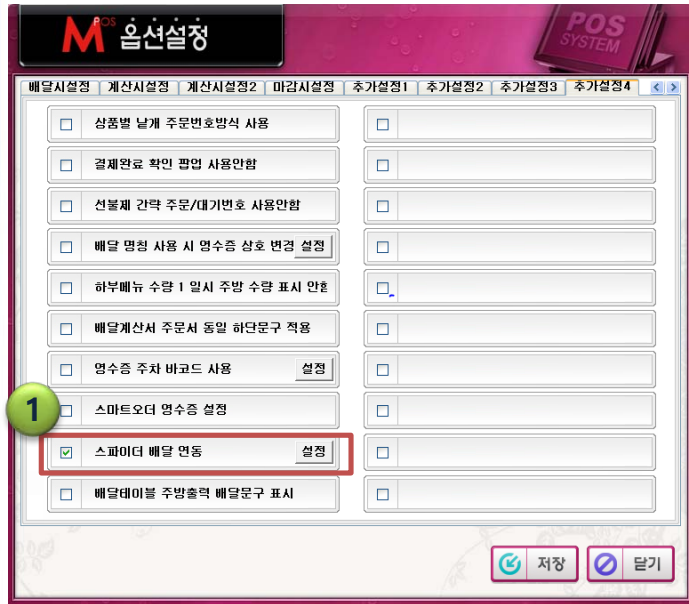 MPOS 옵션설정
POS
SYSTEM
배달시설정 계산시설정 계산시설정2 마감시설정 추가설정1 추가설정2 추가설정3 추가설정4
상품별 낱개 주문번호방식 사용
결제완료 확인 팝업 사용안함
선불제 간략 주문/대기번호 사용안함
배달 명칭 사용 시 영수증 상호 변경 설정
하부메뉴 수량 1 일시 주방 수량 표시 안함
배달계산서 주문서 동일 하단문구 적용
영수증 주차 바코드 사용 설정
1
스마트오더 영수증 설정
스파이더 배달 연동 설정
배달테이블 주방출력 배달문구 표시
저장 닫기